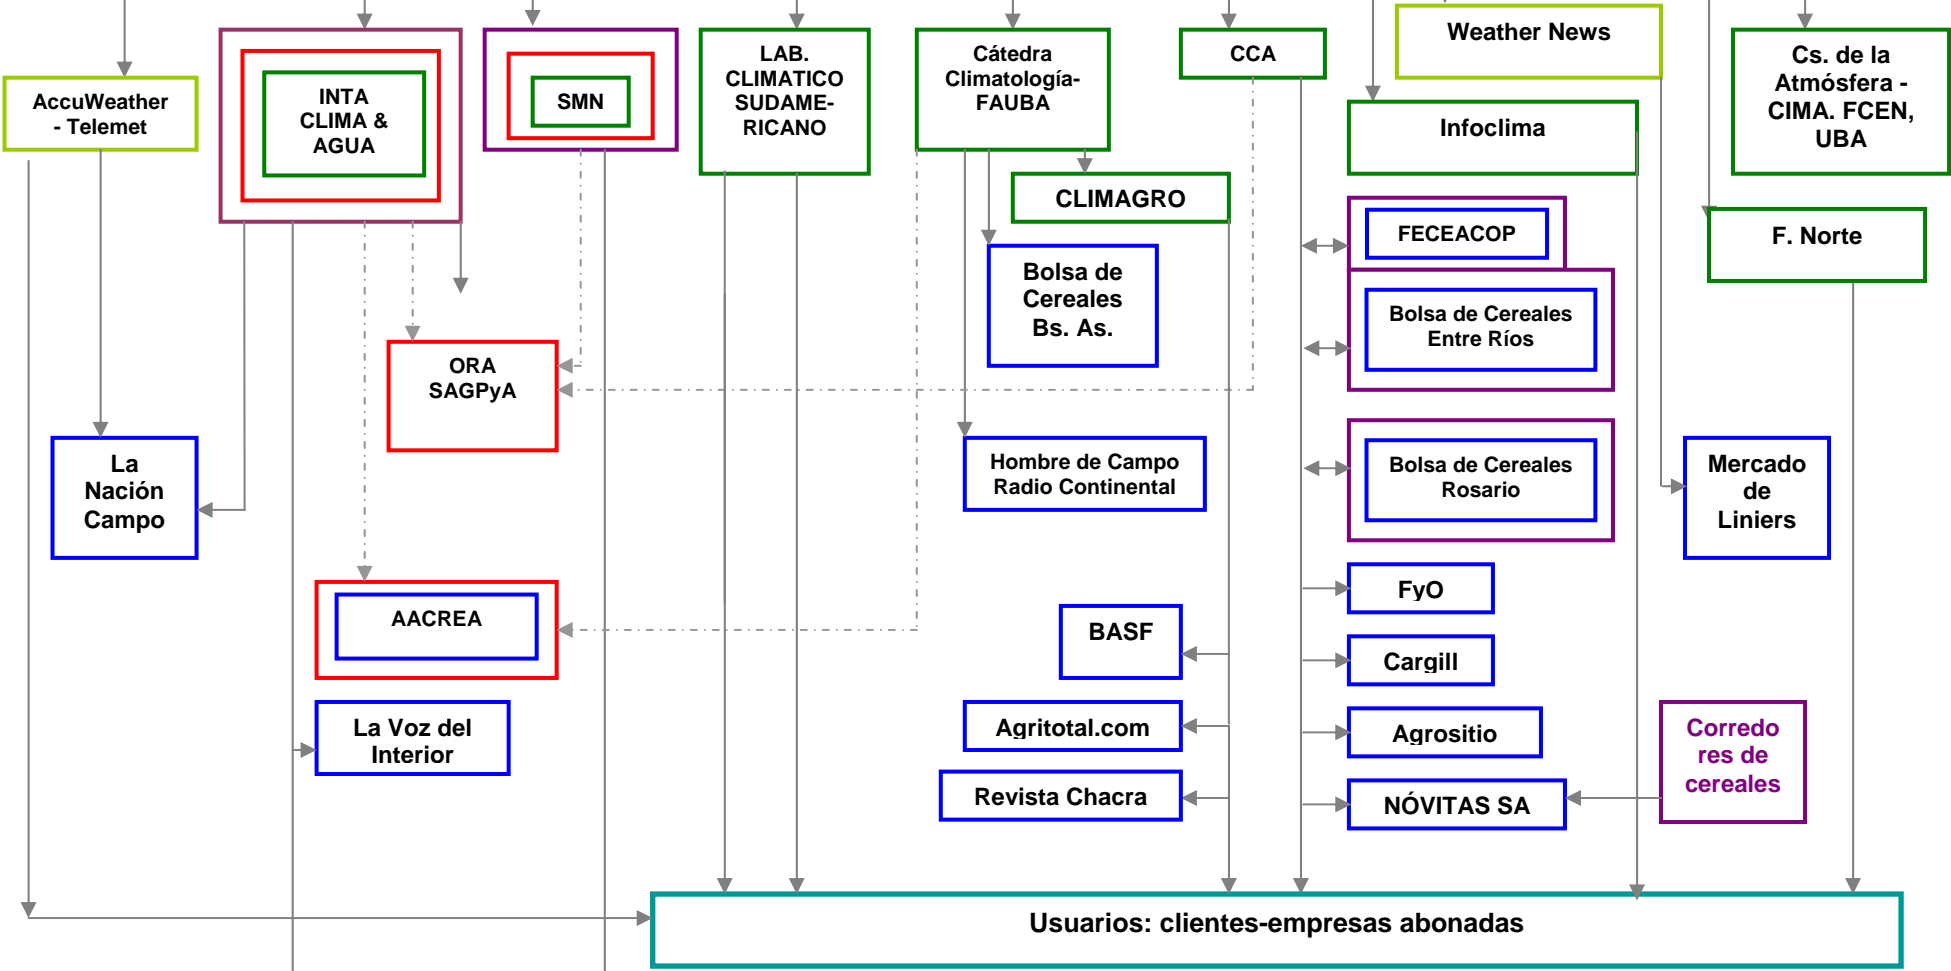 AccuWeather
- Telemet
INTA
CLIMA &
AGUA
SMN
LAB.
CLIMATICO
SUDAME-
RICANO
Cátedra
Climatología-
FAUBA
CCA
Weather News
Cs. de la
Atmósfera -
CIMA. FCEN,
UBA
Infoclima
CLIMAGRO
FECEACOP
F. Norte
Bolsa de
Cereales
Bs. As.
Bolsa de Cereales
Entre Ríos
ORA
SAGPyA
La
Nación
Campo
Hombre de Campo
Radio Continental
Bolsa de Cereales
Rosario
Mercado
de
Liniers
AACREA
BASF
FyO
Cargill
La Voz del
Interior
Agritotal.com
Agrositio
Corredo
res de
cereales
Revista Chacra
NÓVITAS SA
Usuarios: clientes-empresas abonadas